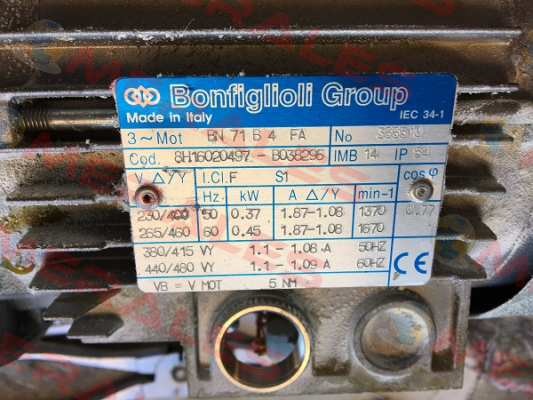 Bonfiglioli Group
Made in Italy IEC 34-1
3~Mot BN 71 B 4 FA No
Cod. 8H16020497.-B038296 IMB 14 IP
V △/Y I.Cl.F S1 cos φ
Hz kW A △/Y min-1
230/400 50 0.37 1.87-1.08 1370 0.77
265/460 60 0.45 1.87-1.08 1670
380/415 VY 1.1-1.08 A 50HZ
440/480 VY 1.1-1.09 A 60HZ
VB = V MOT 5 NM CE